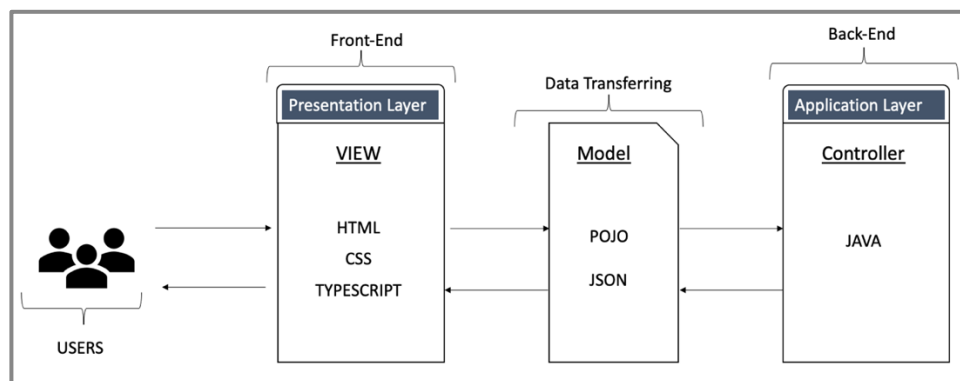 Front-End
Data Transferring
Back-End
Presentation Layer
Application Layer
VIEW
Model
Controller
HTML
CSS
TYPESCRIPT
POJO
JSON
JAVA
USERS